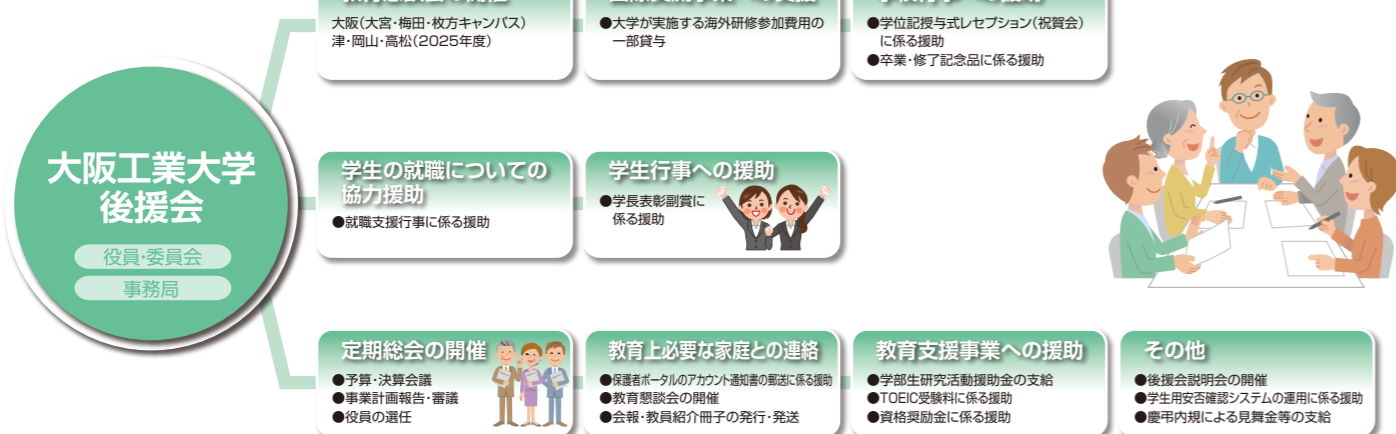 大阪(大宮・梅田・枚方キャンパス)
津・岡山・高松(2025年度)
●大学が実施する海外研修参加費用の
一部貸与
●学位記授与式レセプション(祝賀会)
に係る援助
●卒業・修了記念品に係る援助
大阪工業大学
後援会
役員・委員会
事務局
学生の就職についての
協力援助
●就職支援行事に係る援助
学生行事への援助
●学長表彰副賞に
係る援助
定期総会の開催
●予算・決算会議
●事業計画報告・審議
●役員の選任
教育上必要な家庭との連絡
●保護者ポータルのアカウント通知書の郵送に係る援助
●教育懇談会の開催
●会報・教員紹介冊子の発行・発送
教育支援事業への援助
●学部生研究活動援助金の支給
●TOEIC受験料に係る援助
●資格奨励金に係る援助
その他
●後援会説明会の開催
●学生用安否確認システムの運用に係る援助
●慶弔内規による見舞金等の支給